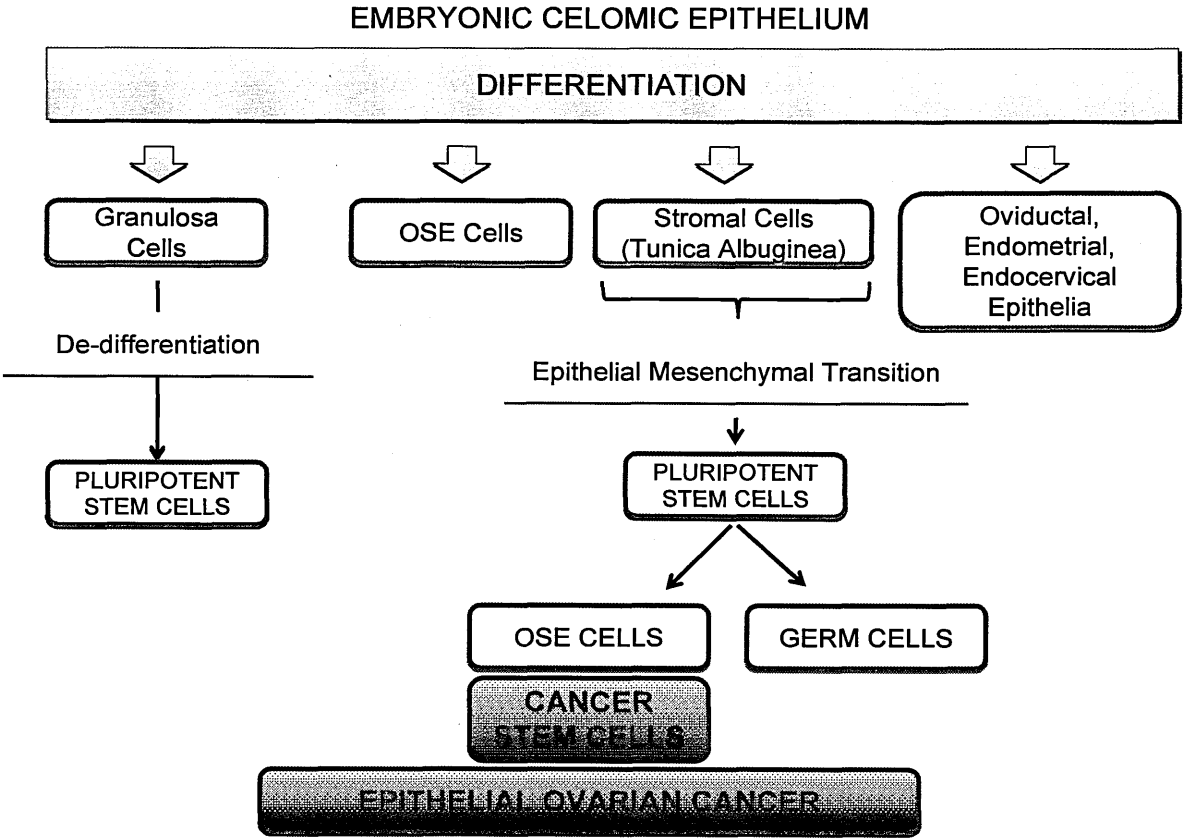 EMBRYONIC CELOMIC EPITHELIUM
DIFFERENTIATION
Granulosa
Cells
OSE Cells
Stromal Cells
(Tunica Albuginea)
Oviductal,
Endometrial,
Endocervical
Epithelia
De-differentiation
Epithelial Mesenchymal Transition
PLURIPOTENT
STEM CELLS
PLURIPOTENT
STEM CELLS
OSE CELLS
GERM CELLS
CANCER
STEM CELLS
EPITHELIAL OVARIAN CANCER